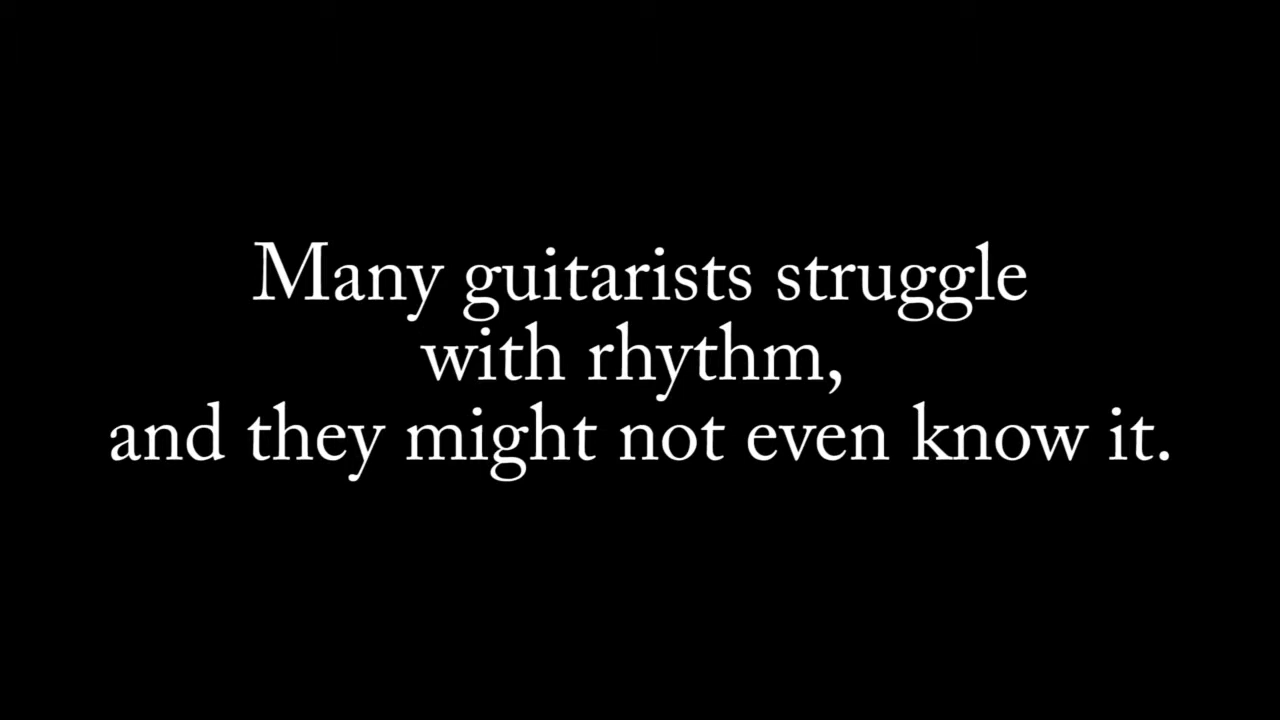 Many guitarists struggle
with rhythm,
and they might not even know it.